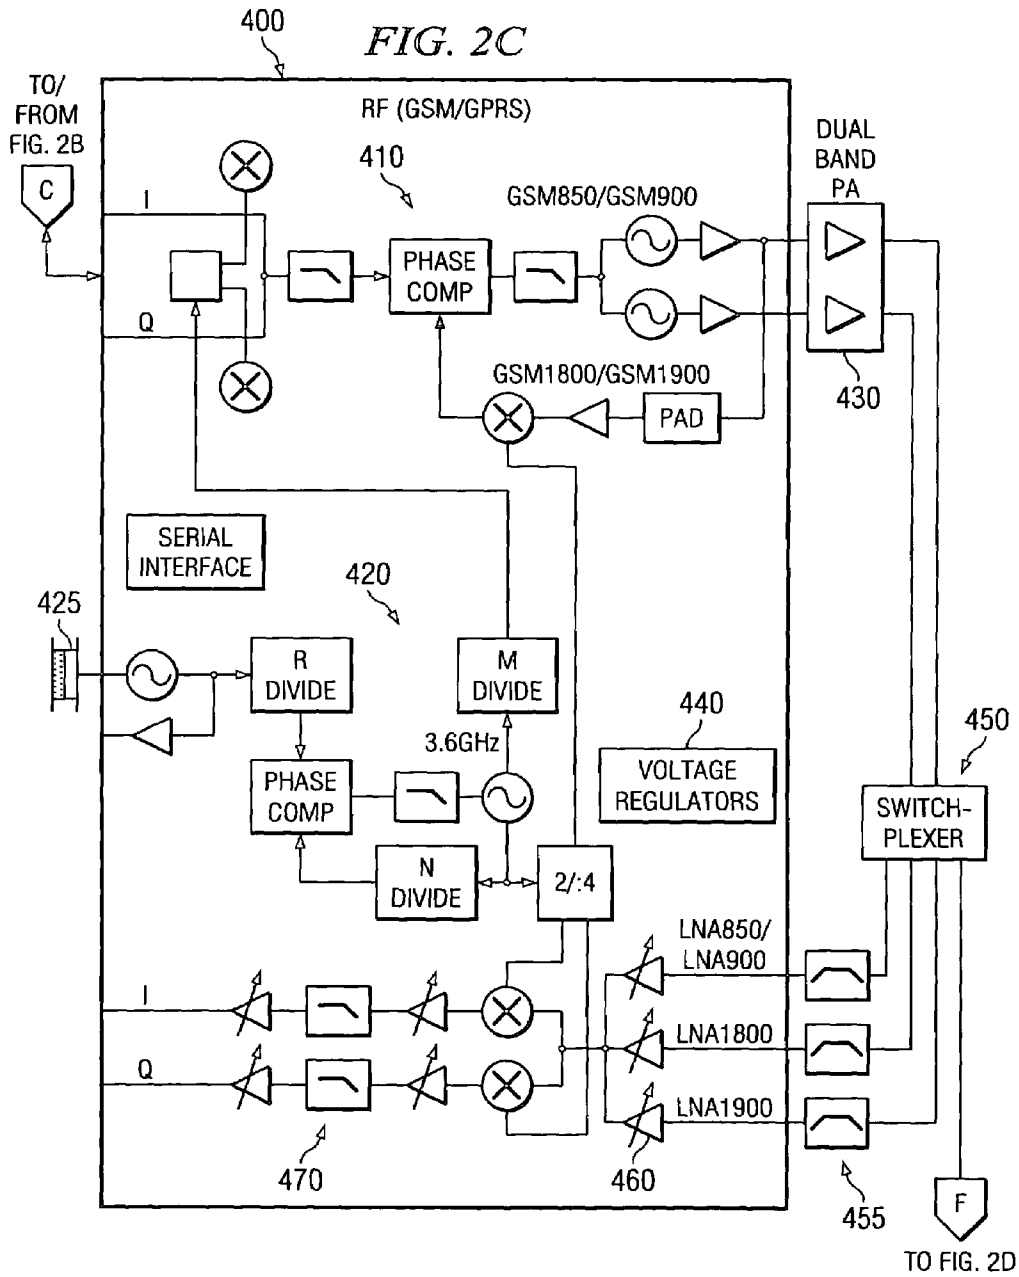 FIG. 2C
400
TO/
FROM
FIG. 2B
C
RF (GSM/GPRS)
410
DUAL
BAND
PA
I
GSM850/GSM900
PHASE
COMP
Q
GSM1800/GSM1900
430
PAD
SERIAL
INTERFACE
420
425
R
DIVIDE
M
DIVIDE
440
450
3.6GHz
PHASE
COMP
VOLTAGE
REGULATORS
SWITCH-
PLEXER
N
DIVIDE
2/:4
LNA850/
LNA900
I
LNA1800
Q
LNA1900
470
460
455
F
TO FIG. 2D